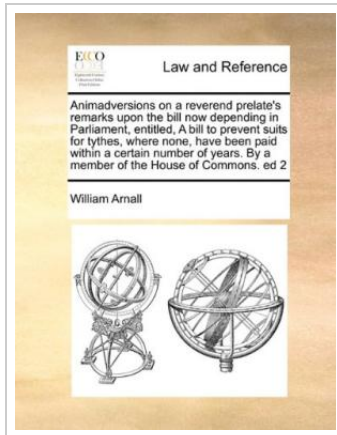 ECCO
Law and Reference
Animadversions on a reverend prelate's
remarks upon the bill now depending in
Parliament, entitled, A bill to prevent suits
for tythes, where none, have been paid
within a certain number of years. By a
member of the House of Commons. ed 2
William Arnall